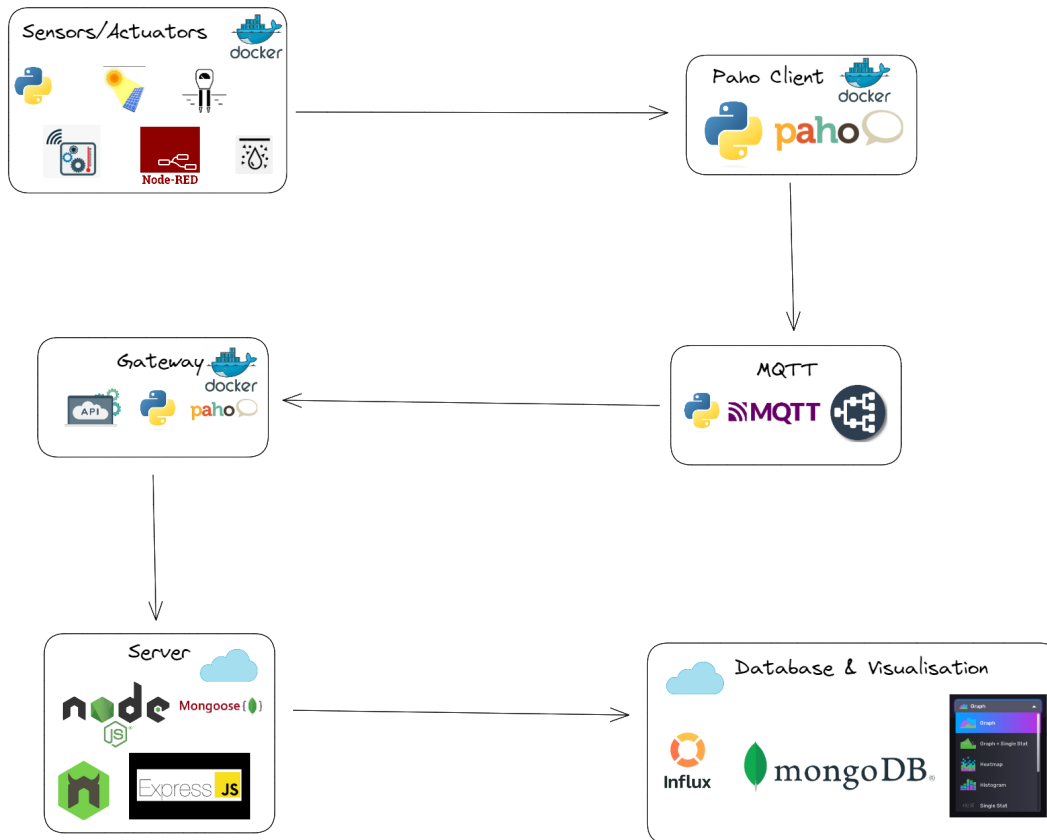 Sensors/Actuators
docker
Node-RED
Paho Client
docker
paho
Gateway
docker
API
paho
MQTT
MQTT
Server
node
JS
Mongoose
Express JS
Database & Visualisation
Influx
mongoDB
Graph
Graph
Graph + Single Stat
Heatmap
Histogram
Single Stat